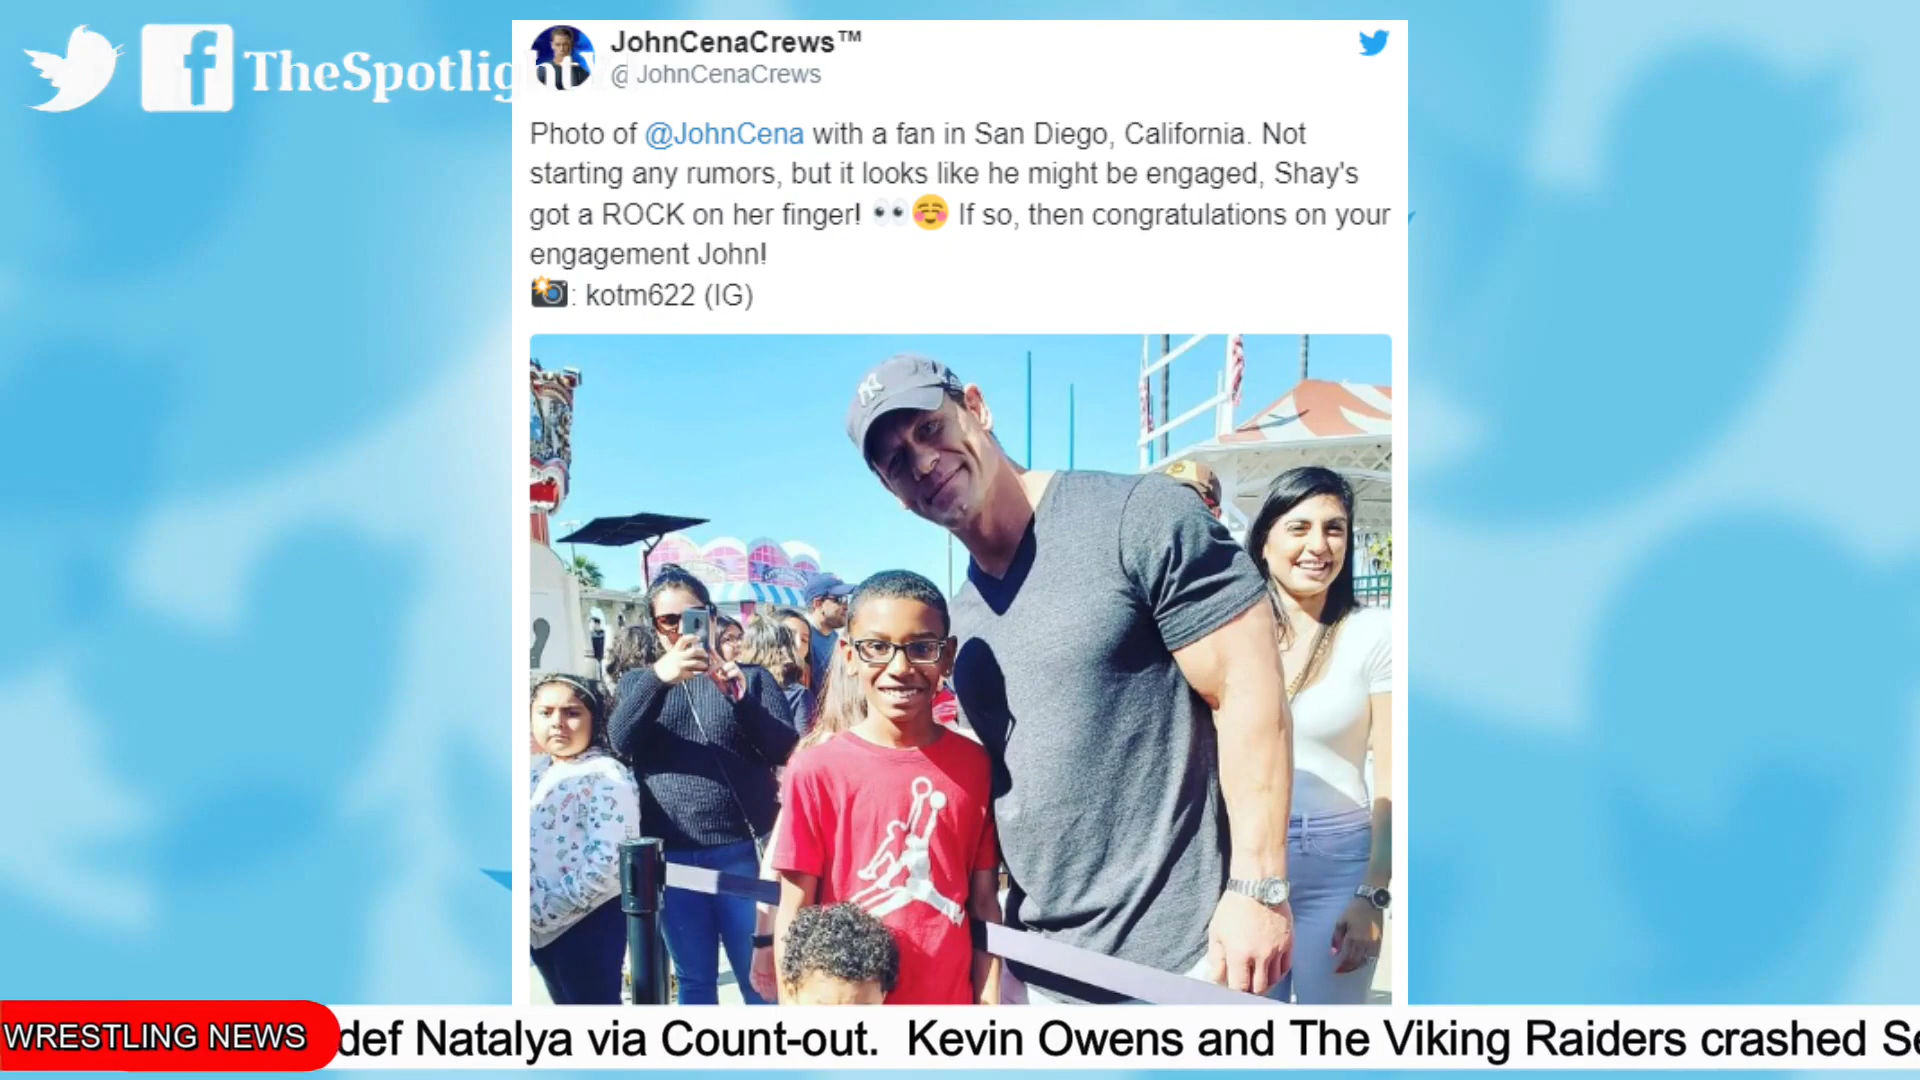 TheSpotlight
JohnCenaCrews™
@JohnCenaCrews
Photo of @JohnCena with a fan in San Diego, California. Not
starting any rumors, but it looks like he might be engaged, Shay's
got a ROCK on her finger! 👀☺️ If so, then congratulations on your
engagement John!
📸: kotm622 (IG)
NY
WRESTLING NEWS
def Natalya via Count-out. Kevin Owens and The Viking Raiders crashed Se